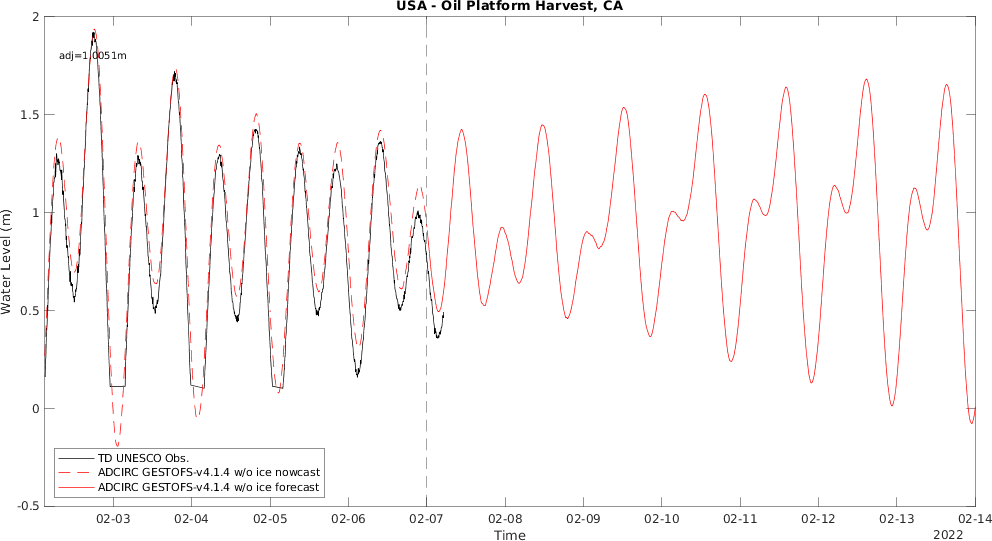 USA - Oil Platform Harvest, CA
adj=1.0051m
Water Level (m)
2
1.5
1
0.5
0
-0.5
TD UNESCO Obs.
ADCIRC GESTOFS-v4.1.4 w/o ice nowcast
ADCIRC GESTOFS-v4.1.4 w/o ice forecast
02-03 02-04 02-05 02-06 02-07 02-08 02-09 02-10 02-11 02-12 02-13 02-14
Time
2022